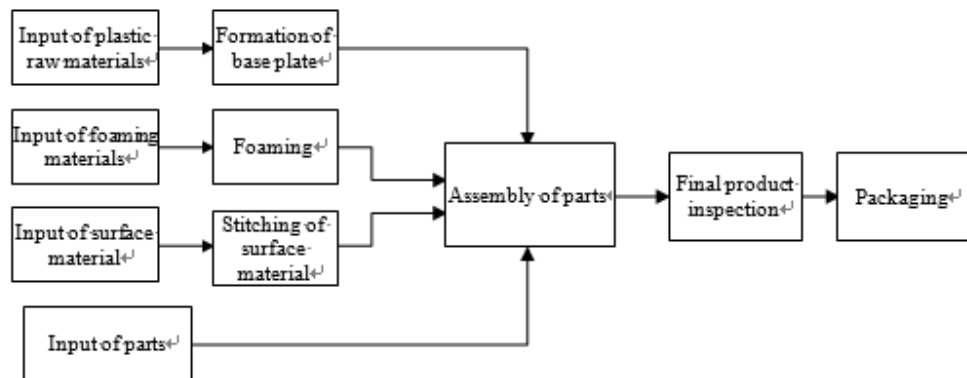 Input of plastic
raw materials
Formation of
base plate
Input of foaming
materials
Foaming
Input of surface
material
Stitching of
surface
material
Input of parts
Assembly of parts
Final product
inspection
Packaging